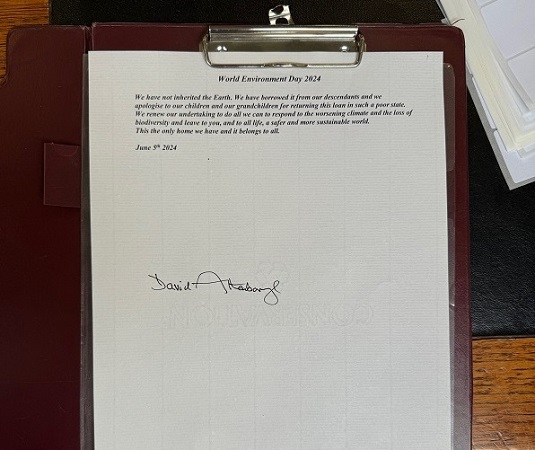 World Environment Day 2024
We have not inherited the Earth. We have borrowed it from our descendants and we
apologise to our children and our grandchildren for returning this loan in such a poor state.
We renew our undertaking to do all we can to respond to the worsening climate and the loss of
biodiversity and leave to you, and to all life, a safer and more sustainable world.
This the only home we have and it belongs to all.
June 5th 2024
David Attenborough